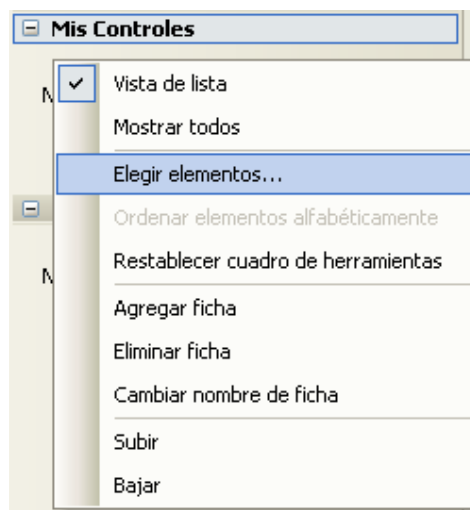 Mis Controles
Vista de lista
Mostrar todos
Elegir elementos...
Ordenar elementos alfabéticamente
Restablecer cuadro de herramientas
Agregar ficha
Eliminar ficha
Cambiar nombre de ficha
Subir
Bajar